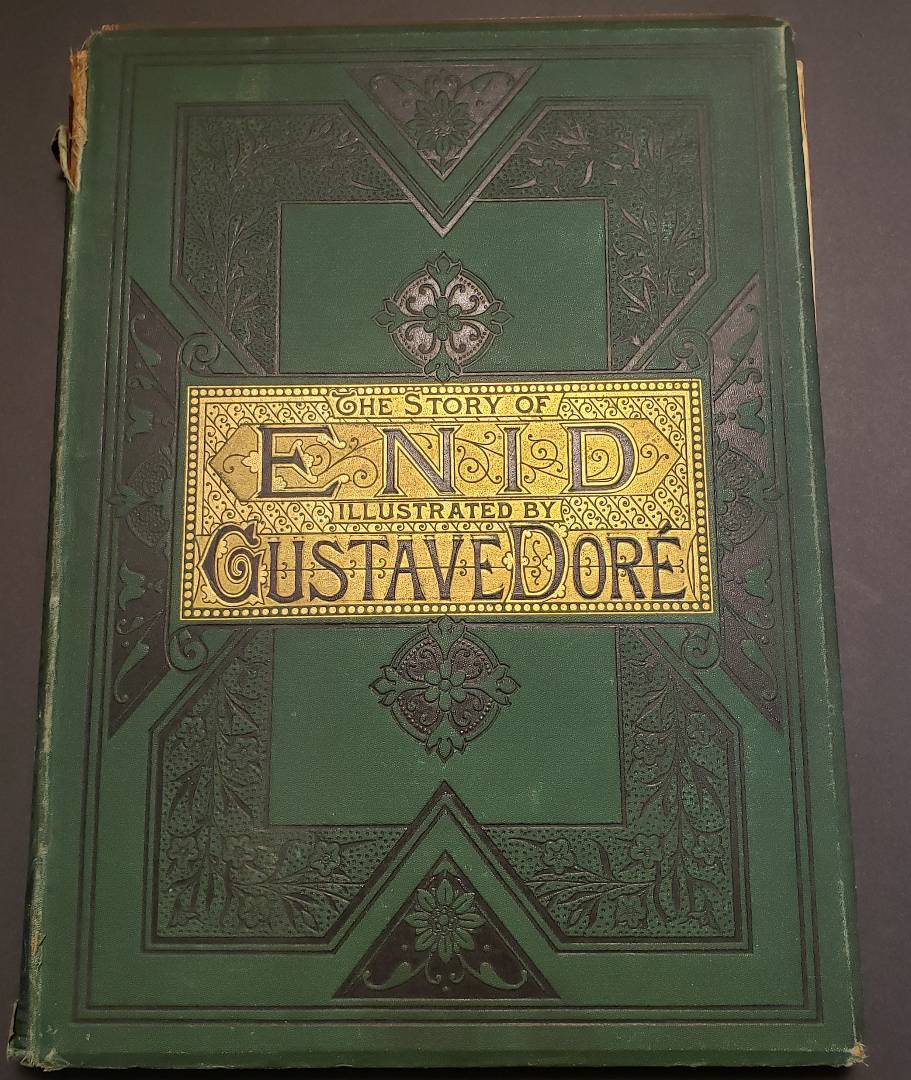 The Story of
ENID
ILLUSTRATED BY
GUSTAVE DORÉ